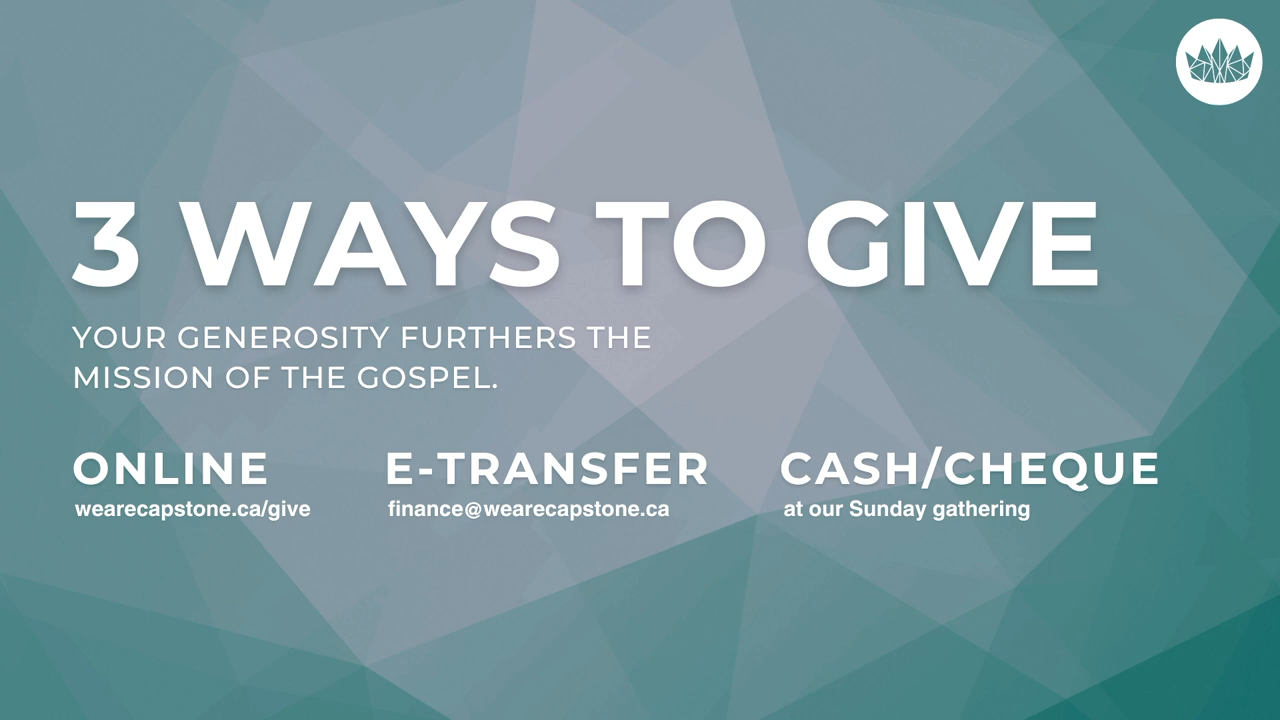 3 WAYS TO GIVE
YOUR GENEROSITY FURTHERS THE
MISSION OF THE GOSPEL.
ONLINE
wearecapstone.ca/give
E-TRANSFER
finance@wearecapstone.ca
CASH/CHEQUE
at our Sunday gathering